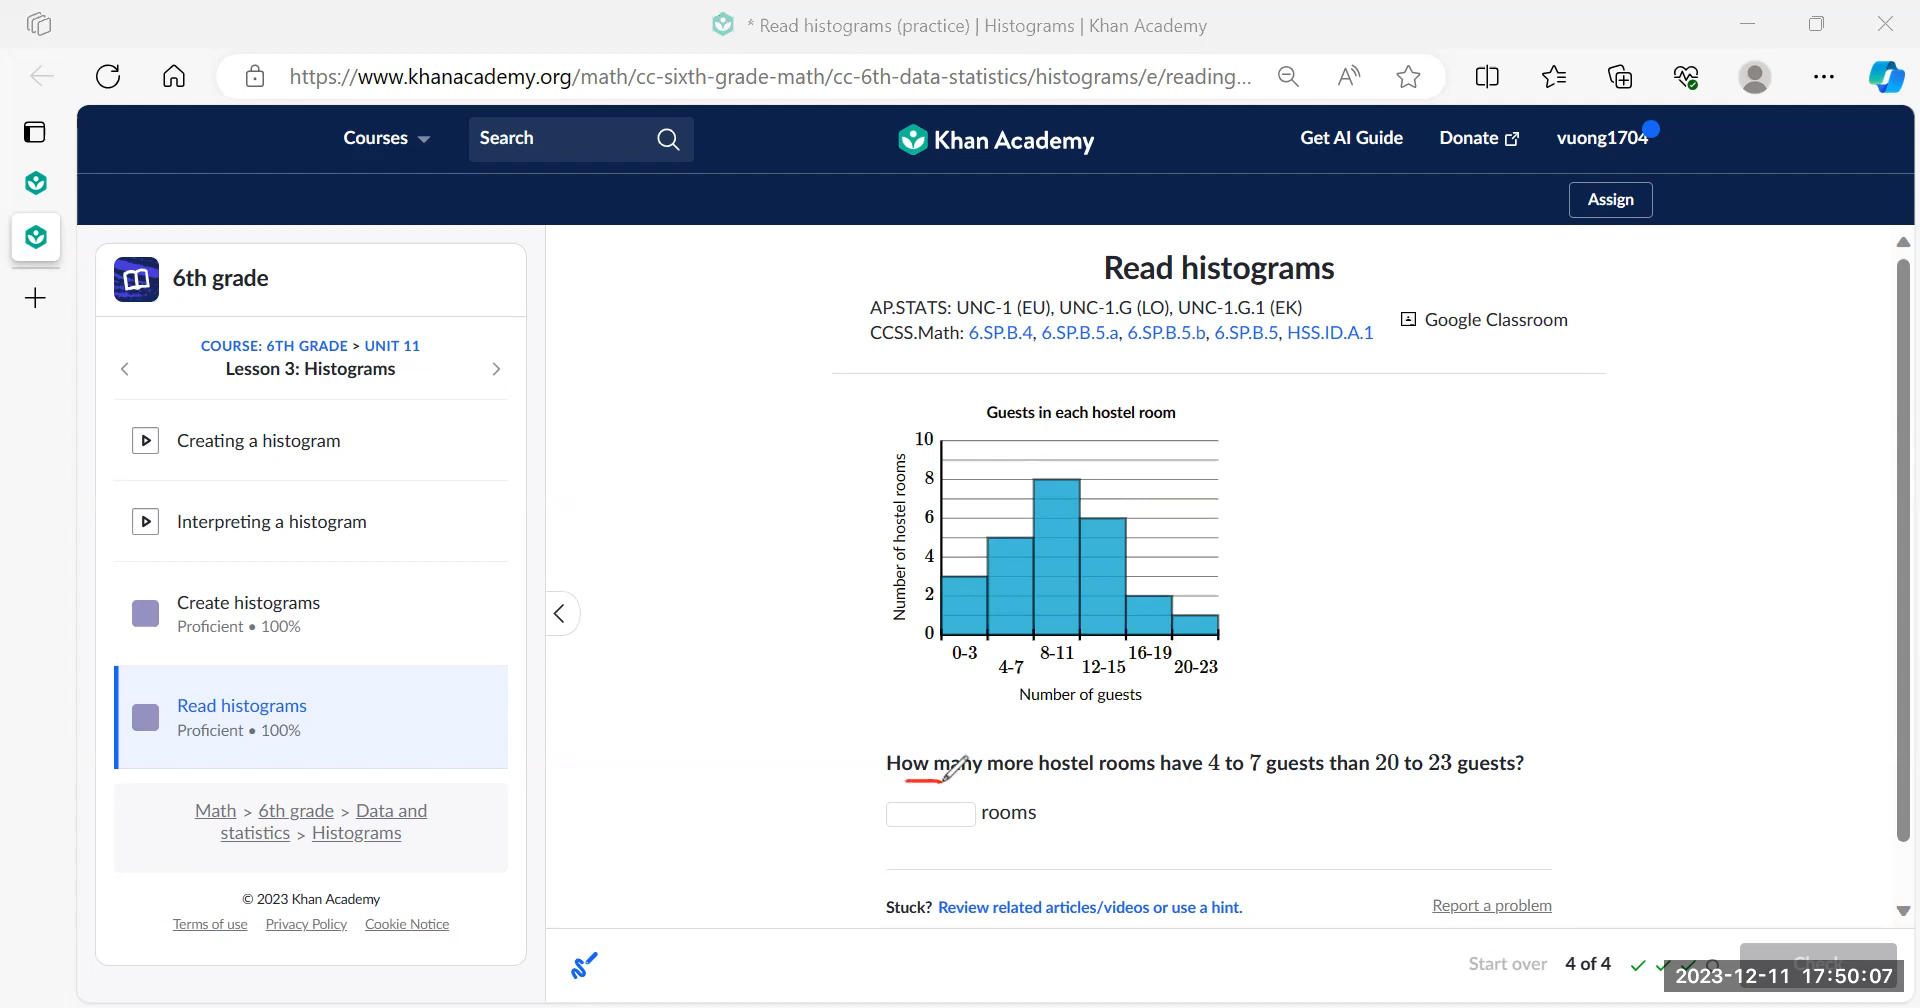 * Read histograms (practice) | Histograms | Khan Academy
https://www.khanacademy.org/math/cc-sixth-grade-math/cc-6th-data-statistics/histograms/e/reading...
Courses
Search
Khan Academy
Get AI Guide
Donate
vuong1704
Assign
6th grade
COURSE: 6TH GRADE > UNIT 11
Lesson 3: Histograms
Creating a histogram
Interpreting a histogram
Create histograms
Proficient • 100%
Read histograms
Proficient • 100%
Math > 6th grade > Data and
statistics > Histograms
© 2023 Khan Academy
Terms of use Privacy Policy Cookie Notice
Read histograms
AP.STATS: UNC‑1 (EU), UNC‑1.G (LO), UNC‑1.G.1 (EK)
CCSS.Math: 6.SP.B.4, 6.SP.B.5.a, 6.SP.B.5.b, 6.SP.B.5, HSS.ID.A.1
Google Classroom
Guests in each hostel room
Number of hostel rooms
10
8
6
4
2
0
0-3
4-7
8-11
12-15
16-19
20-23
Number of guests
How many more hostel rooms have 4 to 7 guests than 20 to 23 guests?
rooms
Stuck? Review related articles/videos or use a hint.
Report a problem
Start over
4 of 4
2023-12-11 17:50:07